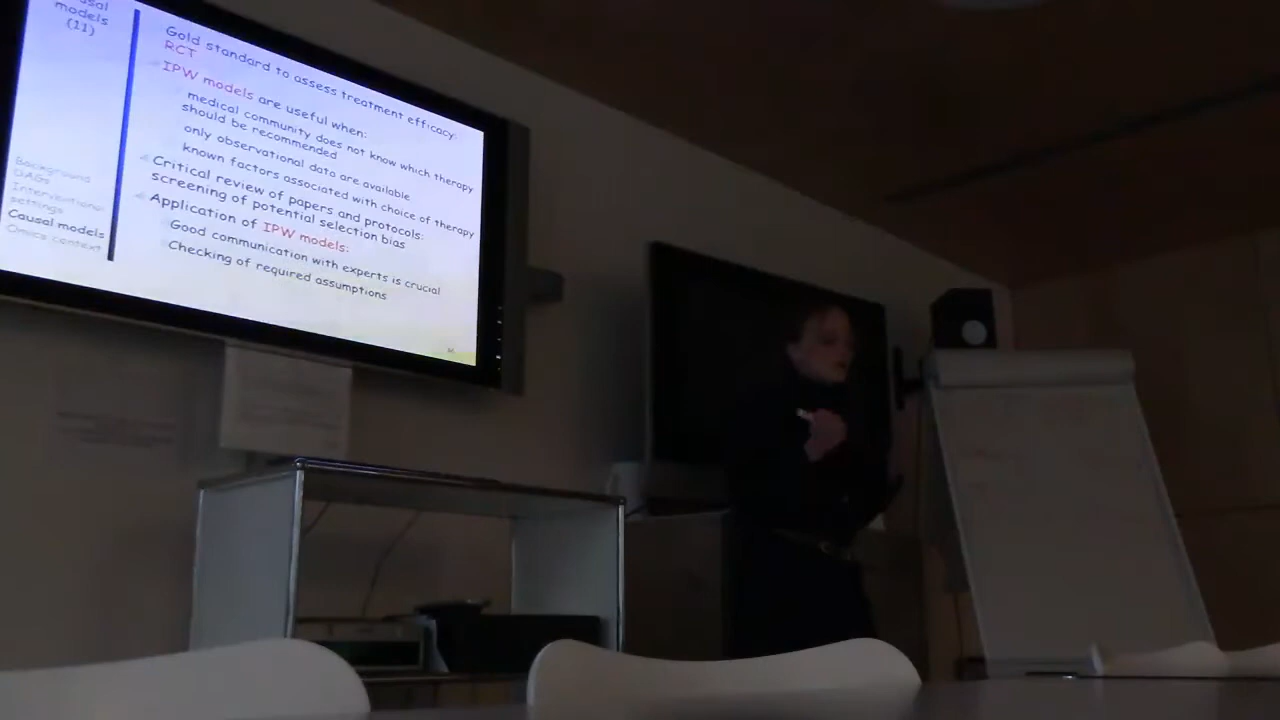 models
(11)
Gold standard to assess treatment efficacy:
RCT
IPW models are useful when:
medical community does not know which therapy
should be recommended
only observational data are available
known factors associated with choice of therapy
Critical review of papers and protocols:
screening of potential selection bias
Application of IPW models:
Good communication with experts is crucial
Checking of required assumptions
Background
DAGs
Interventional
settings
Causal models
Omics context